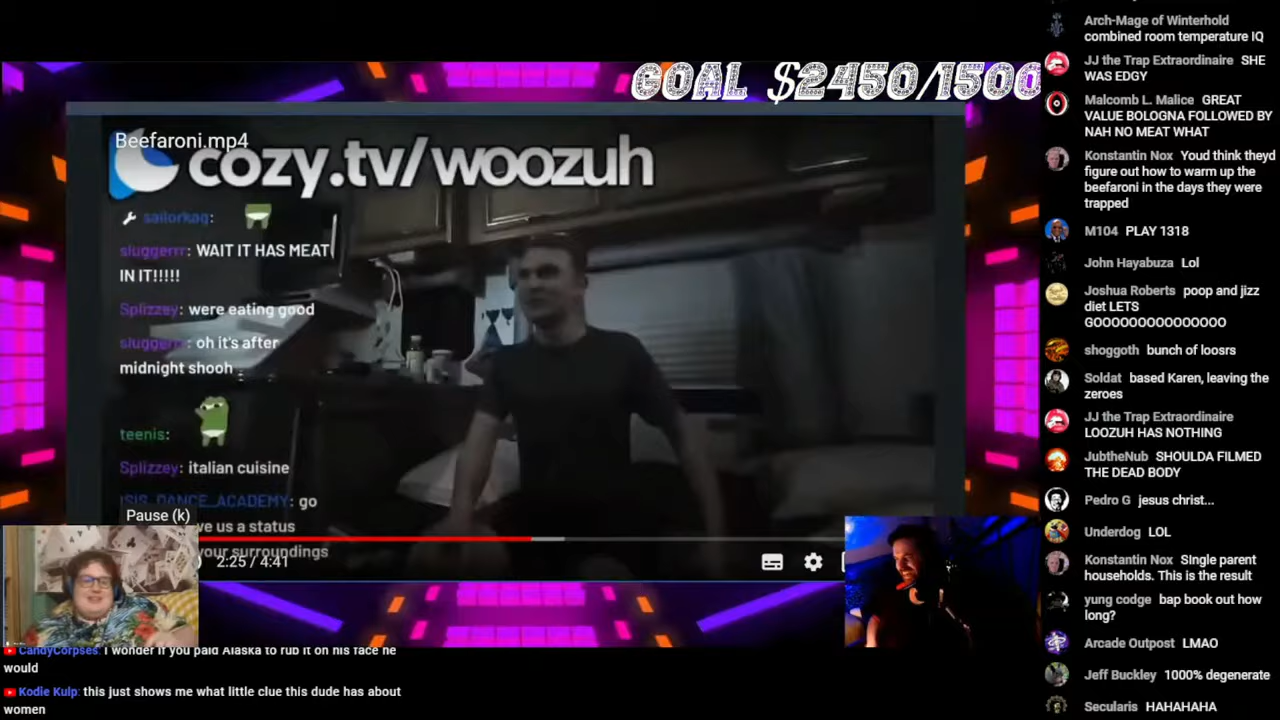 GOAL $2450/1500
Beefaroni.mp4
cozy.tv/woozuh
sailorkag:
sluggerrr: WAIT IT HAS MEAT
IN IT!!!!!
Splizzey: were eating good
sluggerrr: oh it's after
midnight shooh
teenis:
Splizzey: italian cuisine
ISIS_DANCE_ACADEMY: go
Pause (k)
ve us a status
your surroundings
2:25 / 4:41
CandyCorpses: I wonder if you paid Alaska to rub it on his face he
would
Kodie Kulp: this just shows me what little clue this dude has about
women
Arch-Mage of Winterhold
combined room temperature IQ
JJ the Trap Extraordinaire SHE
WAS EDGY
Malcomb L. Malice GREAT
VALUE BOLOGNA FOLLOWED BY
NAH NO MEAT WHAT
Konstantin Nox Youd think theyd
figure out how to warm up the
beefaroni in the days they were
trapped
M104 PLAY 1318
John Hayabuza Lol
Joshua Roberts poop and jizz
diet LETS
GOOOOOOOOOOOOOO
shoggoth bunch of loosrs
Soldat based Karen, leaving the
zeroes
JJ the Trap Extraordinaire
LOOZUH HAS NOTHING
JubtheNub SHOULDA FILMED
THE DEAD BODY
Pedro G jesus christ...
Underdog LOL
Konstantin Nox SIngle parent
households. This is the result
yung codge bap book out how
long?
Arcade Outpost LMAO
Jeff Buckley 1000% degenerate
Secularis HAHAHAHA